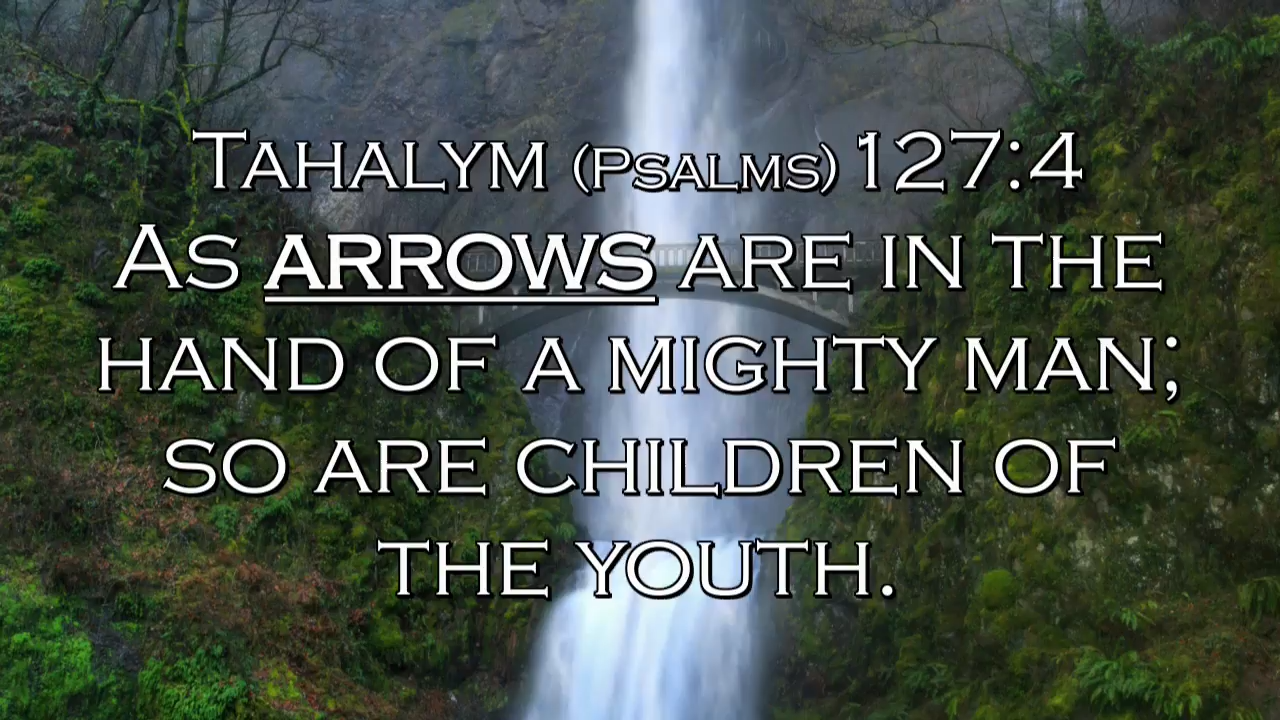 Tahalym (Psalms) 127:4
As arrows are in the
hand of a mighty man;
so are children of
the youth.